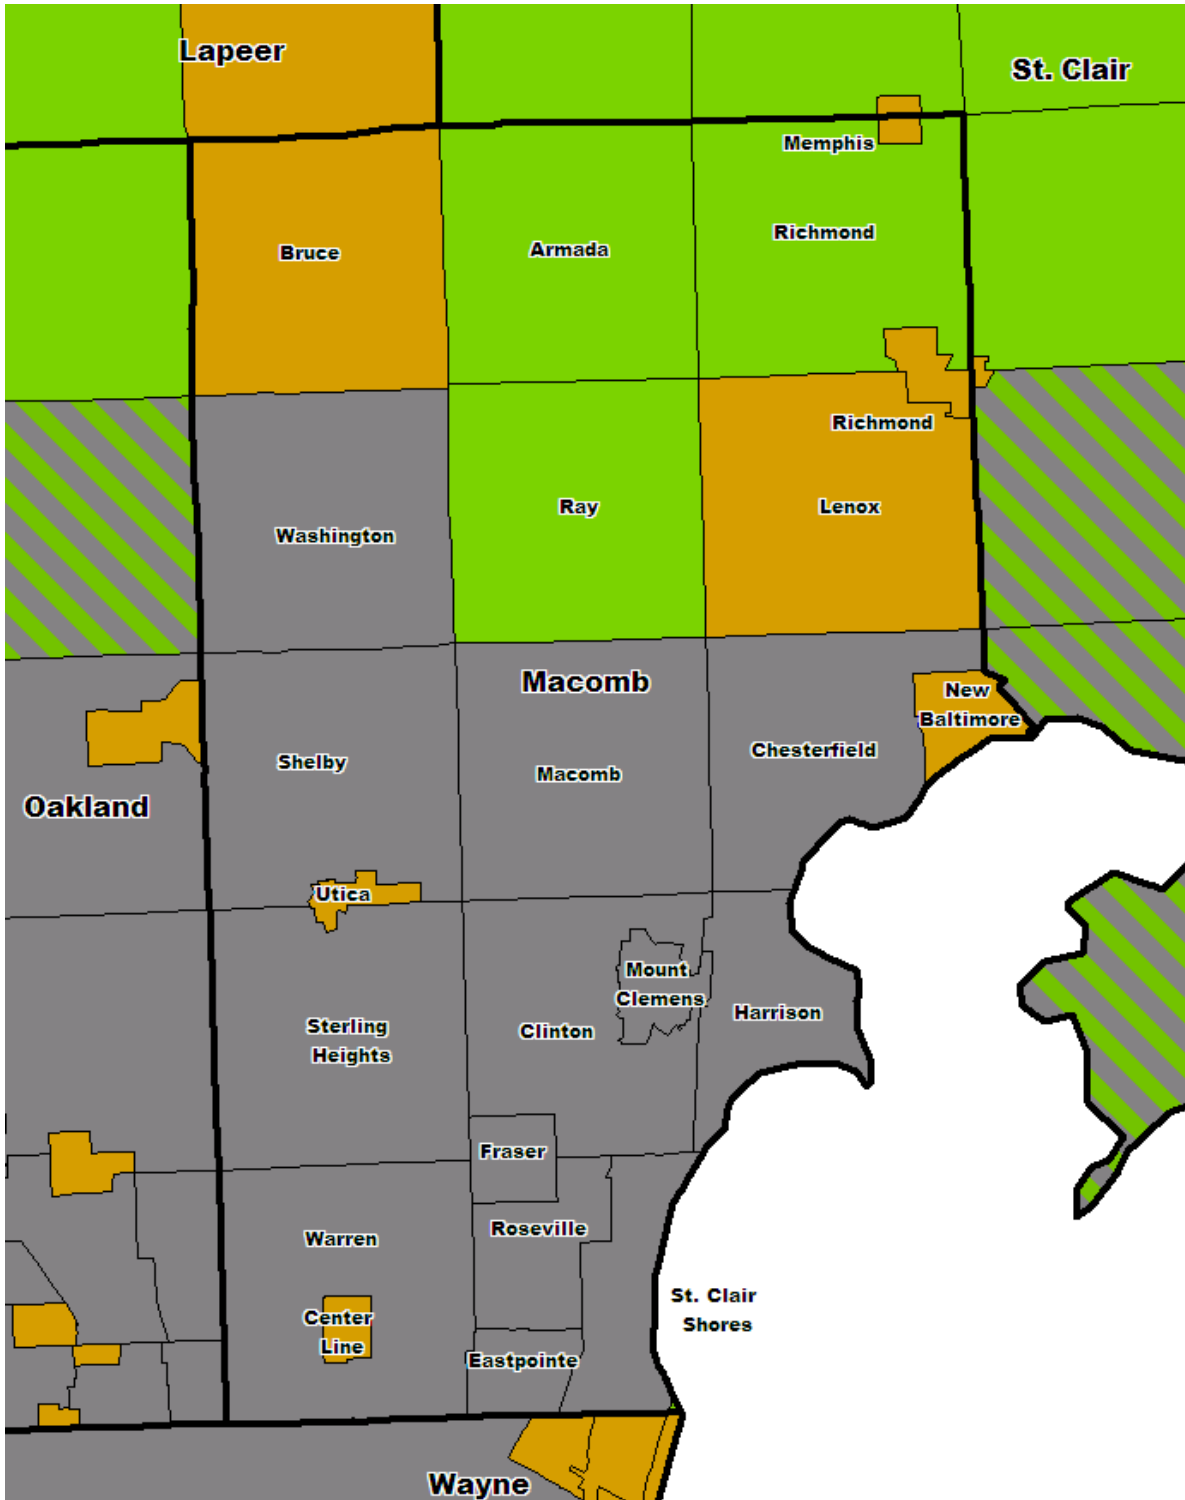 Lapeer
St. Clair
Memphis
Richmond
Armada
Bruce
Richmond
Ray
Lenox
Washington
Macomb
New
Baltimore
Chesterfield
Shelby
Macomb
Oakland
Utica
Mount
Clemens
Harrison
Sterling
Heights
Clinton
Fraser
Roseville
Warren
St. Clair
Shores
Center
Line
Eastpointe
Wayne